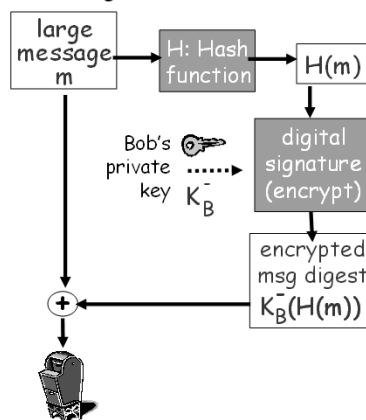 large
message
m
H: Hash
function
H(m)
Bob's
private
key
K_B^-
digital
signature
(encrypt)
encrypted
msg digest
K_B^-(H(m))
+